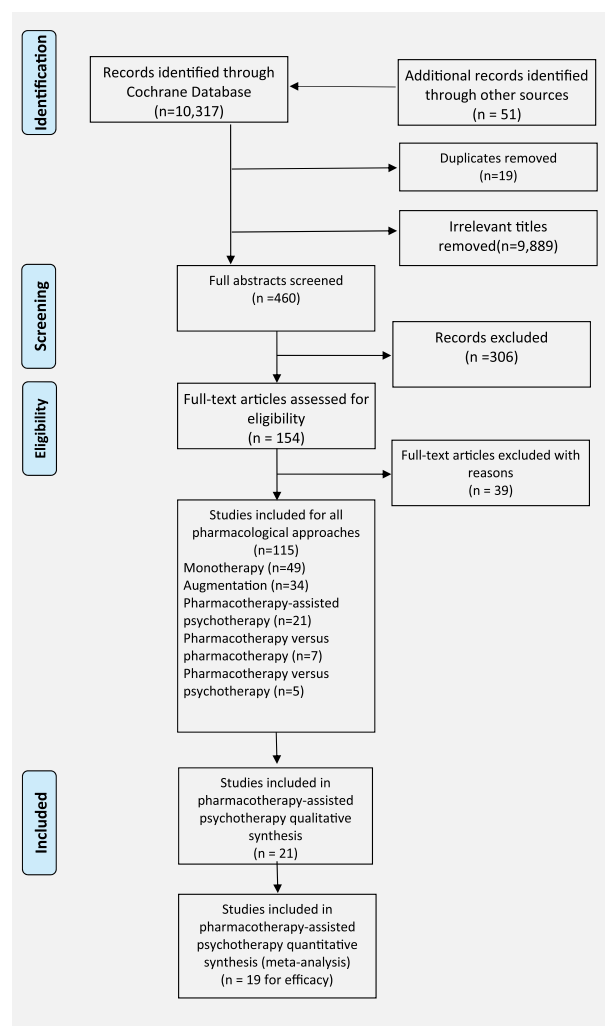 Identification
Records identified through
Cochrane Database
(n=10,317)
Additional records identified
through other sources
(n = 51)
Duplicates removed
(n=19)
Irrelevant titles
removed(n=9,889)
Screening
Full abstracts screened
(n =460)
Records excluded
(n =306)
Eligibility
Full-text articles assessed for
eligibility
(n = 154)
Full-text articles excluded with
reasons
(n = 39)
Studies included for all
pharmacological approaches
(n=115)
Monotherapy (n=49)
Augmentation (n=34)
Pharmacotherapy-assisted
psychotherapy (n=21)
Pharmacotherapy versus
pharmacotherapy (n=7)
Pharmacotherapy versus
psychotherapy (n=5)
Included
Studies included in
pharmacotherapy-assisted
psychotherapy qualitative
synthesis
(n = 21)
Studies included in
pharmacotherapy-assisted
psychotherapy quantitative
synthesis (meta-analysis)
(n = 19 for efficacy)